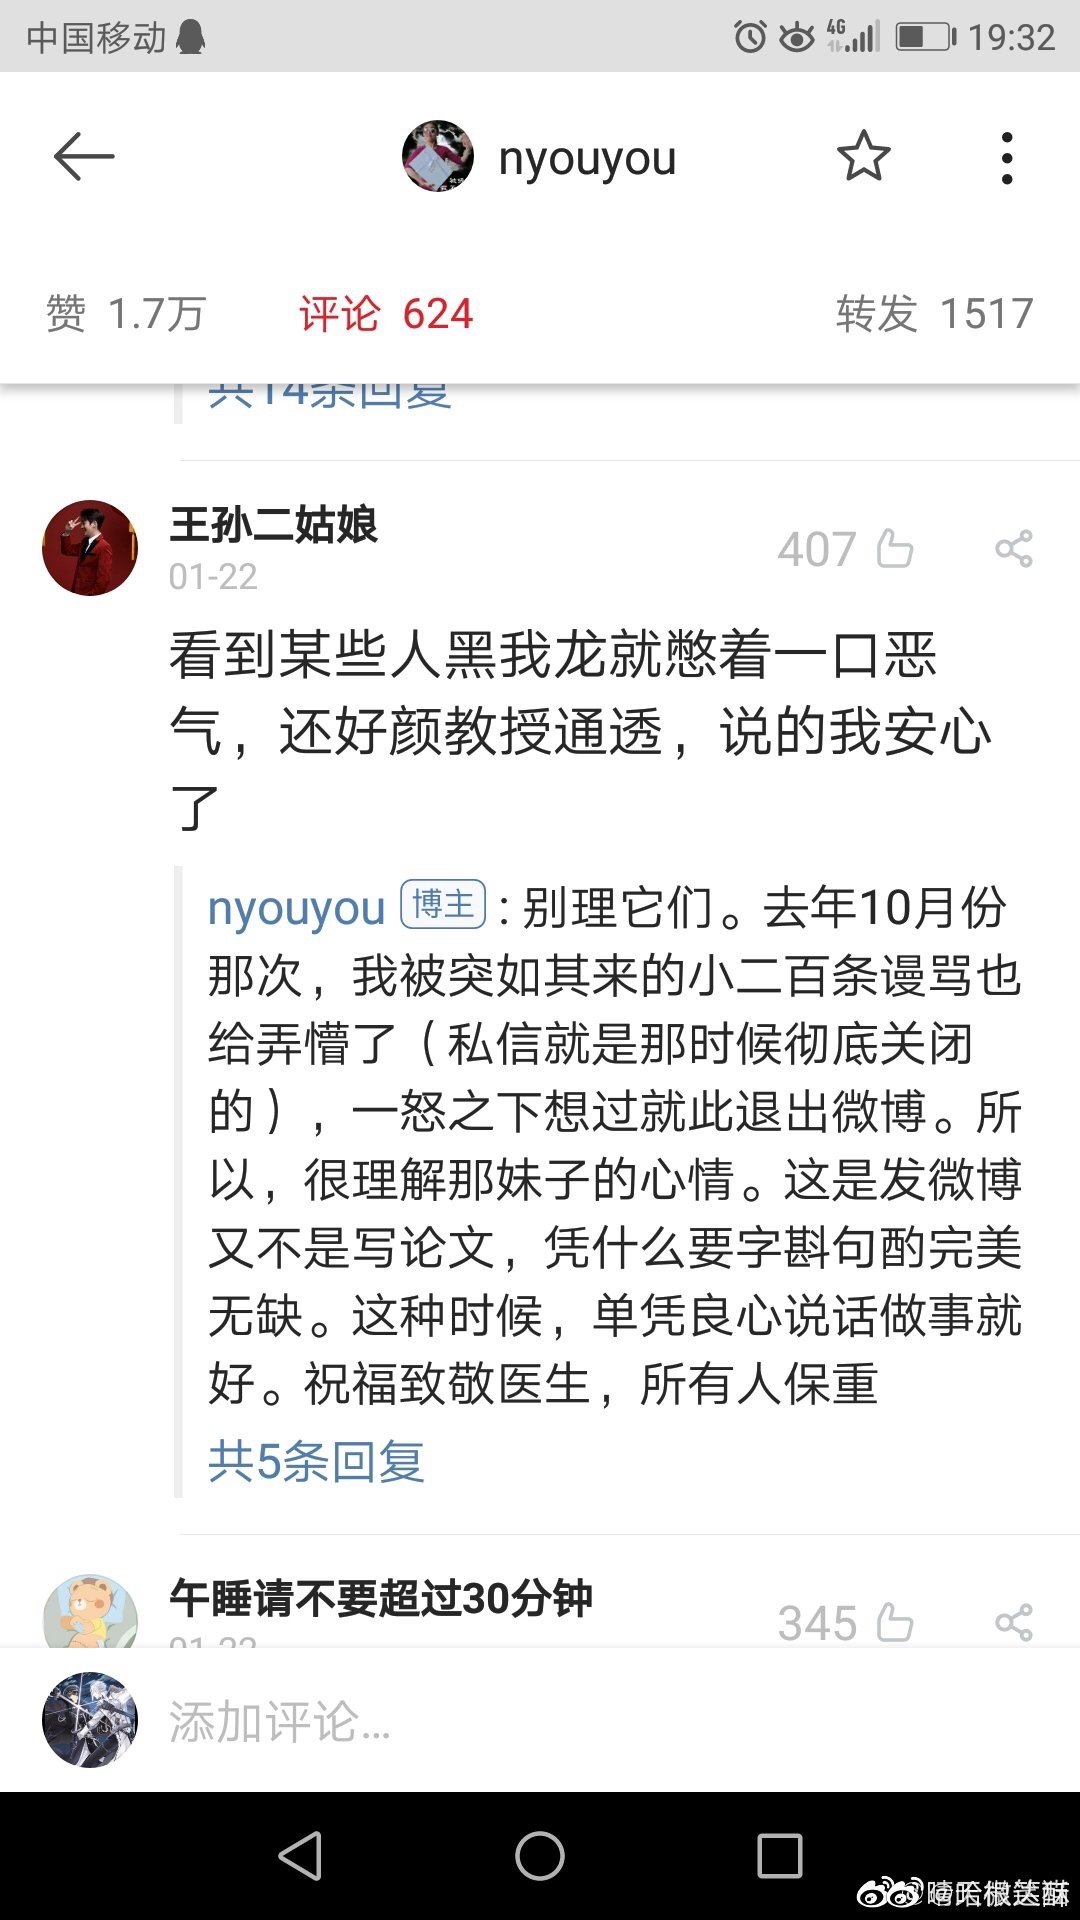 中国移动 4G 19:32
nyouyou
赞 1.7万 评论 624 转发 1517
共14条回复
王孙二姑娘
407
01-22
看到某些人黑我龙就憋着一口恶
气，还好颜教授通透，说的我安心
了
nyouyou 博主：别理它们。去年10月份
那次，我被突如其来的小二百条谩骂也
给弄懵了（私信就是那时候彻底关闭
的），一怒之下想过就此退出微博。所
以，很理解那妹子的心情。这是发微博
又不是写论文，凭什么要字斟句酌完美
无缺。这种时候，单凭良心说话做事就
好。祝福致敬医生，所有人保重
共5条回复
午睡请不要超过30分钟
345
01-22
添加评论...